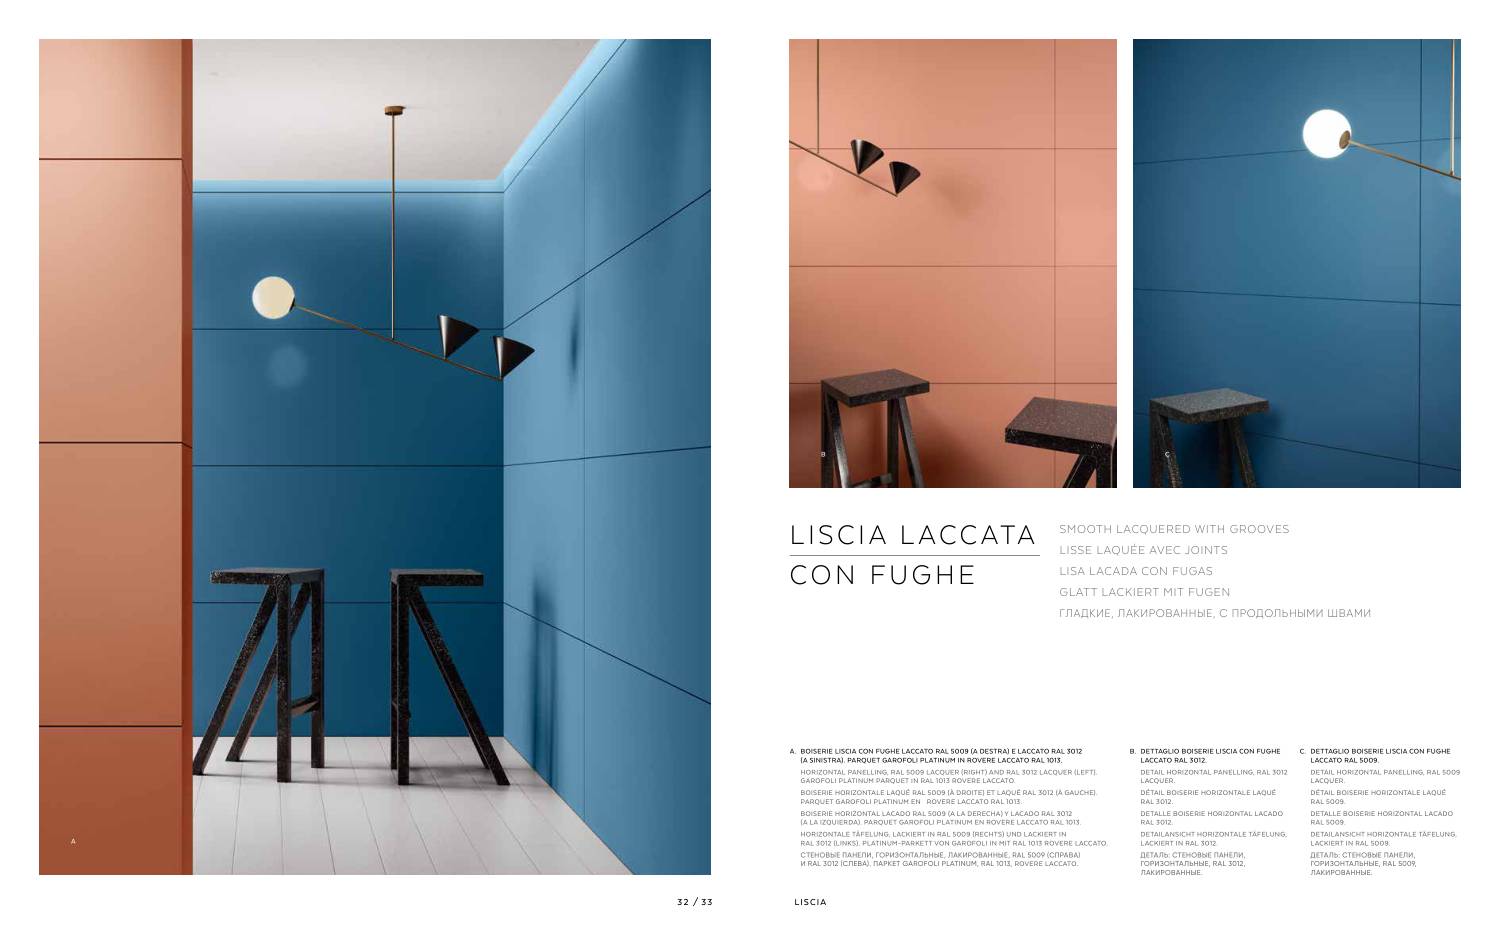 A
B
C
LISCIA LACCATA
CON FUGHE
SMOOTH LACQUERED WITH GROOVES
LISSE LAQUÉE AVEC JOINTS
LISA LACADA CON FUGAS
GLATT LACKIERT MIT FUGEN
ГЛАДКИЕ, ЛАКИРОВАННЫЕ, С ПРОДОЛЬНЫМИ ШВАМИ
A. BOISERIE LISCIA CON FUGHE LACCATO RAL 5009 (A DESTRA) E LACCATO RAL 3012
(A SINISTRA). PARQUET GAROFOLI PLATINUM IN ROVERE LACCATO RAL 1013.
HORIZONTAL PANELLING, RAL 5009 LACQUER (RIGHT) AND RAL 3012 LACQUER (LEFT).
GAROFOLI PLATINUM PARQUET IN RAL 1013 ROVERE LACCATO.
BOISERIE HORIZONTALE LAQUÉ RAL 5009 (À DROITE) ET LAQUÉ RAL 3012 (À GAUCHE).
PARQUET GAROFOLI PLATINUM EN ROVERE LACCATO RAL 1013.
BOISERIE HORIZONTAL LACADO RAL 5009 (A LA DERECHA) Y LACADO RAL 3012
(A LA IZQUIERDA). PARQUET GAROFOLI PLATINUM EN ROVERE LACCATO RAL 1013.
HORIZONTALE TÄFELUNG, LACKIERT IN RAL 5009 (RECHTS) UND LACKIERT IN
RAL 3012 (LINKS). PLATINUM-PARKETT VON GAROFOLI IN MIT RAL 1013 ROVERE LACCATO.
СТЕНОВЫЕ ПАНЕЛИ, ГОРИЗОНТАЛЬНЫЕ, ЛАКИРОВАННЫЕ, RAL 5009 (СПРАВА)
И RAL 3012 (СЛЕВА). ПАРКЕТ GAROFOLI PLATINUM, RAL 1013, ROVERE LACCATO.
B. DETTAGLIO BOISERIE LISCIA CON FUGHE
LACCATO RAL 3012.
DETAIL HORIZONTAL PANELLING, RAL 3012
LACQUER.
DÉTAIL BOISERIE HORIZONTALE LAQUÉ
RAL 3012.
DETALLE BOISERIE HORIZONTAL LACADO
RAL 3012.
DETAILANSICHT HORIZONTALE TÄFELUNG,
LACKIERT IN RAL 3012.
ДЕТАЛЬ: СТЕНОВЫЕ ПАНЕЛИ,
ГОРИЗОНТАЛЬНЫЕ, RAL 3012,
ЛАКИРОВАННЫЕ.
C. DETTAGLIO BOISERIE LISCIA CON FUGHE
LACCATO RAL 5009.
DETAIL HORIZONTAL PANELLING, RAL 5009
LACQUER.
DÉTAIL BOISERIE HORIZONTALE LAQUÉ
RAL 5009.
DETALLE BOISERIE HORIZONTAL LACADO
RAL 5009.
DETAILANSICHT HORIZONTALE TÄFELUNG,
LACKIERT IN RAL 5009.
ДЕТАЛЬ: СТЕНОВЫЕ ПАНЕЛИ,
ГОРИЗОНТАЛЬНЫЕ, RAL 5009,
ЛАКИРОВАННЫЕ.
32 / 33
LISCIA